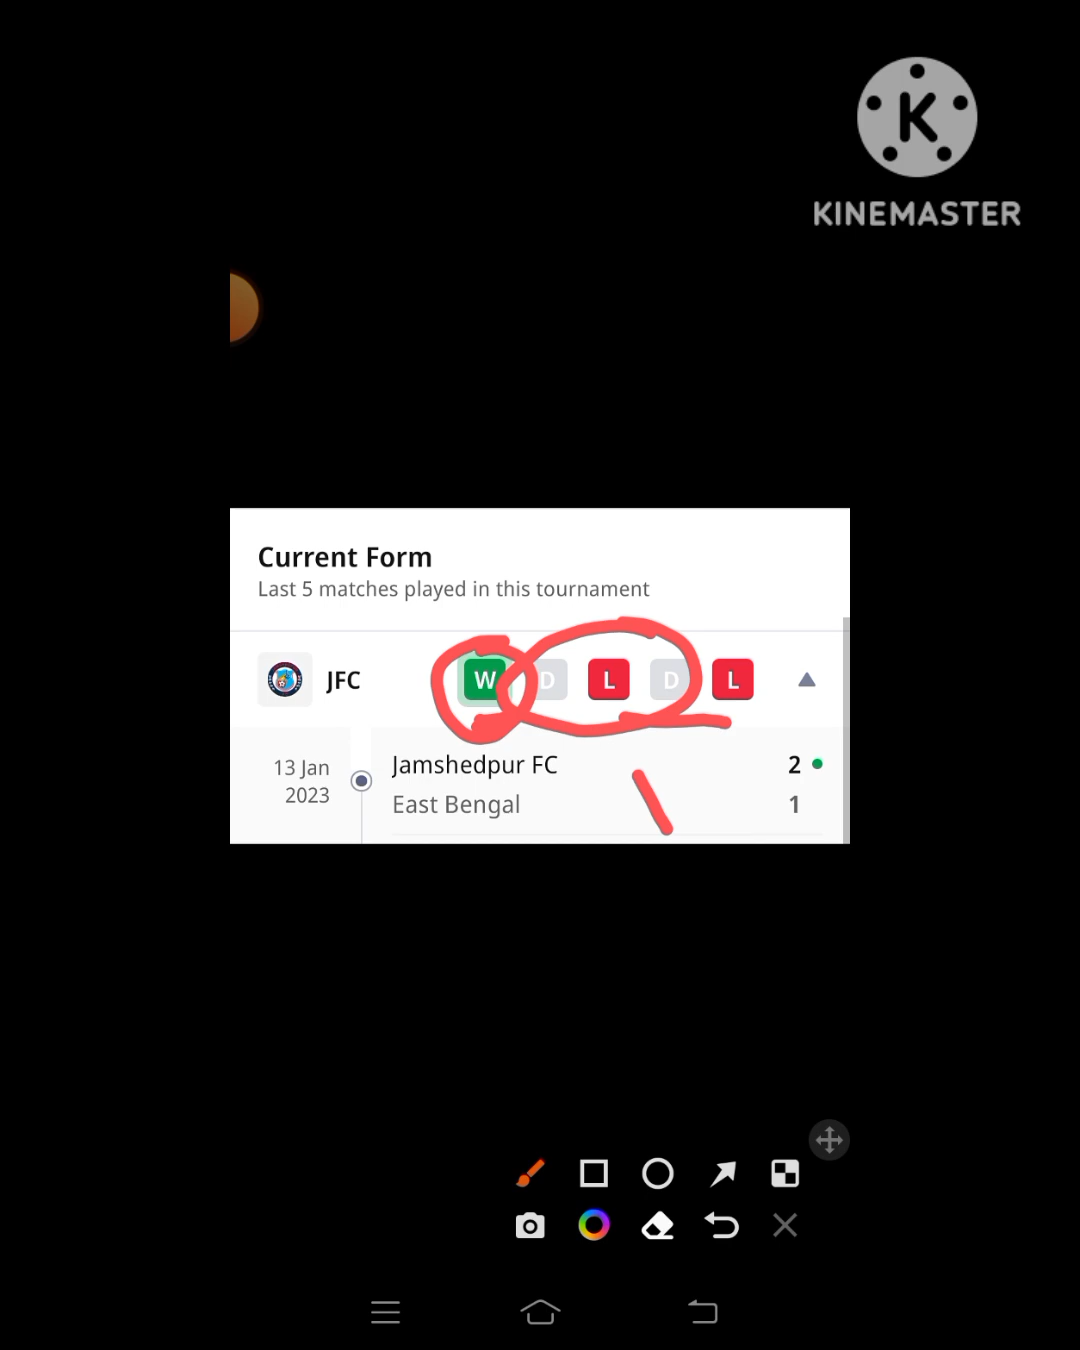 K
KINEMASTER
Current Form
Last 5 matches played in this tournament
JFC W D L D L
13 Jan
2023
Jamshedpur FC 2
East Bengal 1